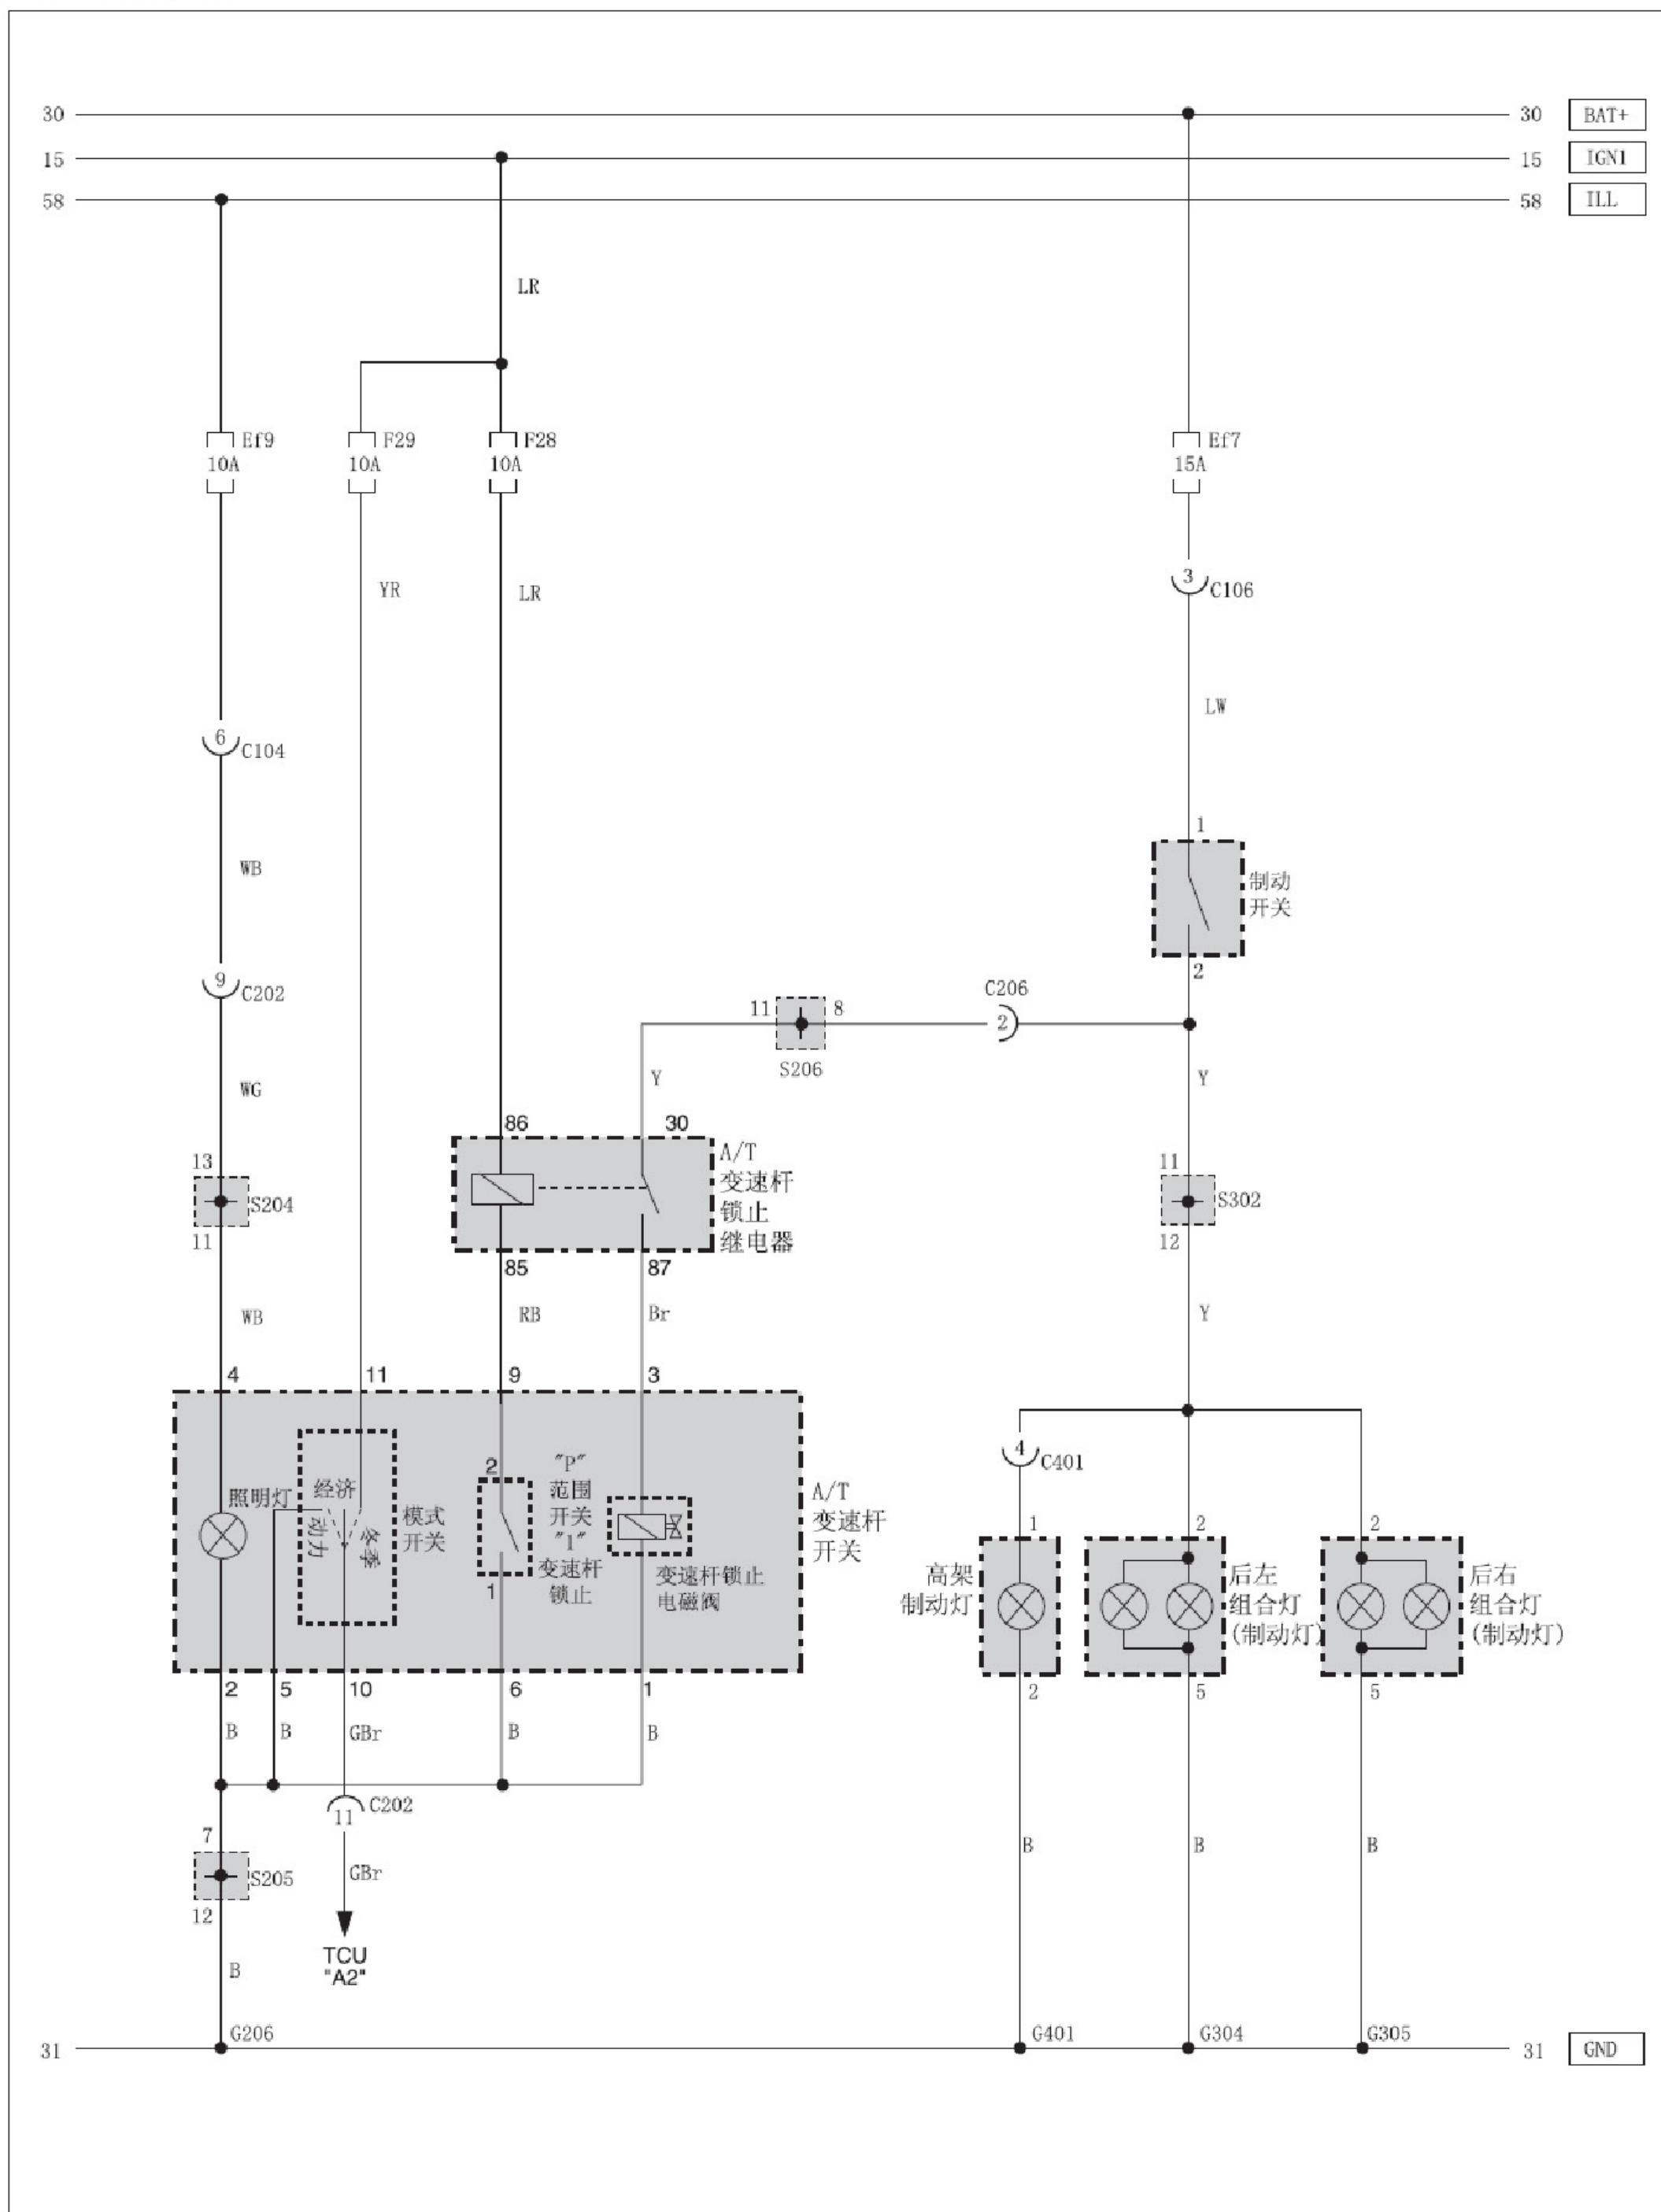 30
30
BAT+
15
15
IGN1
58
58
ILL
LR
Ef9
10A
F29
10A
F28
10A
Ef7
15A
YR
LR
3
C106
LW
6
C104
WB
1
制动
开关
2
9
C202
C206
11
8
2
S206
WG
Y
Y
86
30
A/T
变速杆
锁止
继电器
13
S204
11
11
S302
12
85
87
WB
RB
Br
Y
4
11
9
3
照明灯
经济
动力
冬季
模式
开关
2
1
"P"
范围
开关
"1"
变速杆
锁止
变速杆锁止
电磁阀
A/T
变速杆
开关
4
C401
1
2
2
高架
制动灯
后左
组合灯
(制动灯)
后右
组合灯
(制动灯)
2
5
5
2
5
10
6
1
B
B
GBr
B
B
11
C202
7
S205
12
GBr
B
B
B
TCU
"A2"
B
G206
G401
G304
G305
31
31
GND